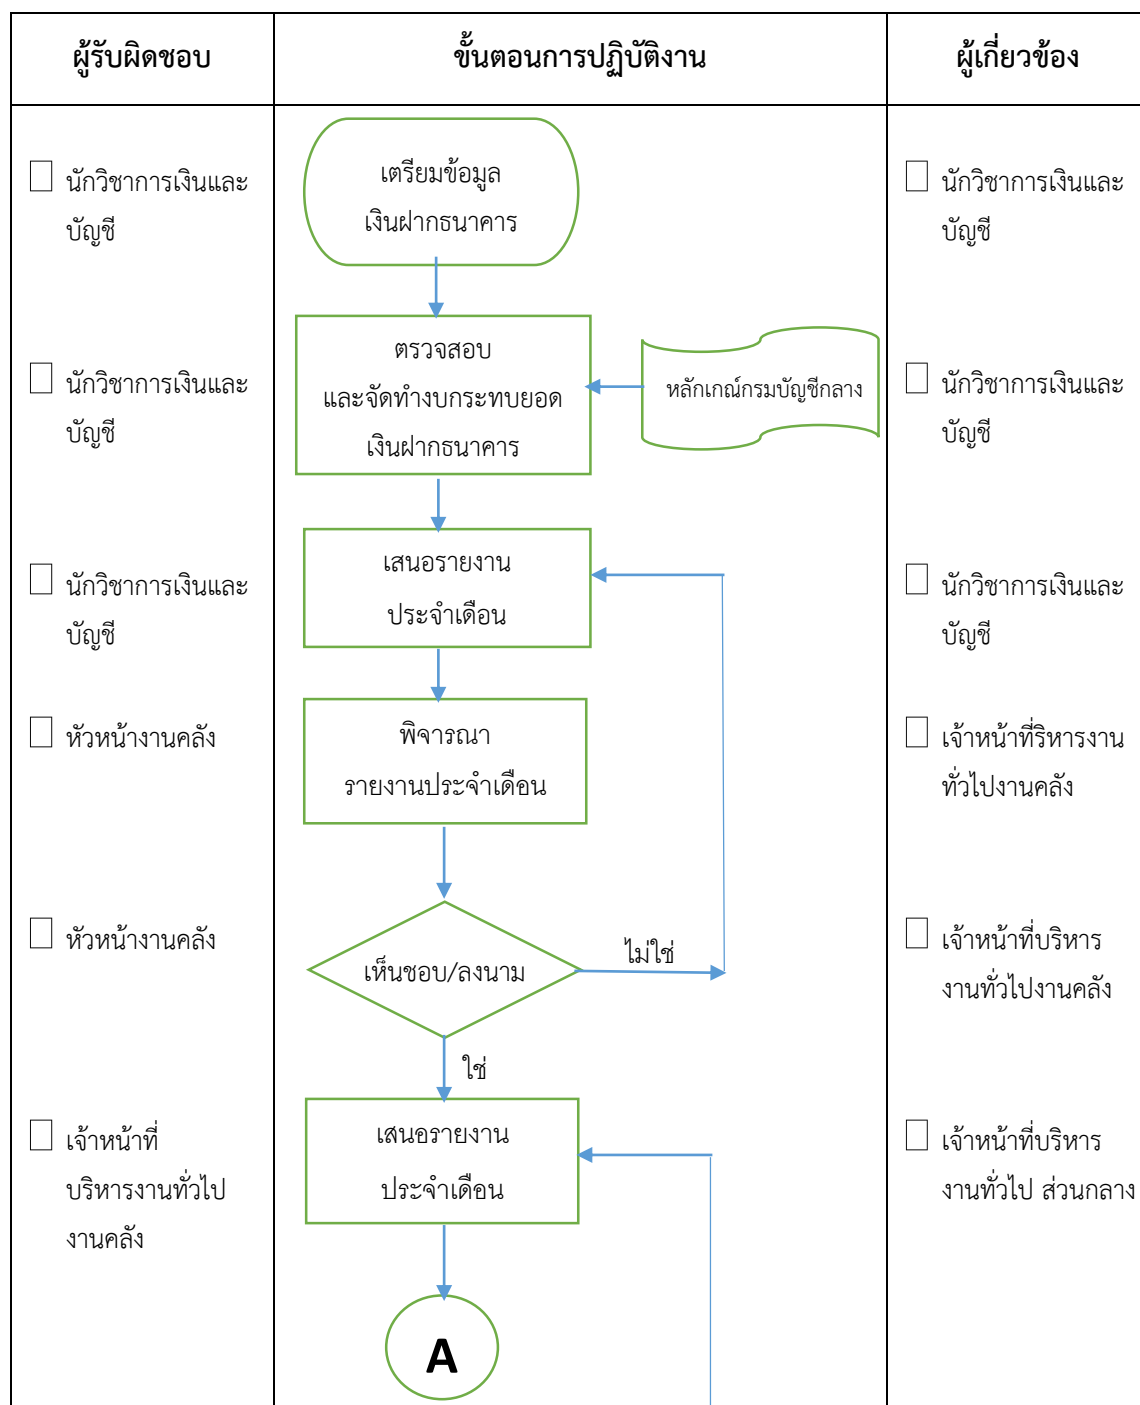 ผู้รับผิดชอบ
ขั้นตอนการปฏิบัติงาน
ผู้เกี่ยวข้อง
นักวิชาการเงินและ
บัญชี
เตรียมข้อมูล
เงินฝากธนาคาร
นักวิชาการเงินและ
บัญชี
นักวิชาการเงินและ
บัญชี
ตรวจสอบ
และจัดทำงบกระทบยอด
เงินฝากธนาคาร
หลักเกณ์กรมบัญชีกลาง
นักวิชาการเงินและ
บัญชี
นักวิชาการเงินและ
บัญชี
เสนอรายงาน
ประจำเดือน
นักวิชาการเงินและ
บัญชี
หัวหน้างานคลัง
พิจารณา
รายงานประจำเดือน
เจ้าหน้าที่ริหารงาน
ทั่วไปงานคลัง
หัวหน้างานคลัง
เห็นชอบ/ลงนาม
ไม่ใช่
เจ้าหน้าที่บริหาร
งานทั่วไปงานคลัง
ใช่
เจ้าหน้าที่
บริหารงานทั่วไป
งานคลัง
เสนอรายงาน
ประจำเดือน
เจ้าหน้าที่บริหาร
งานทั่วไป ส่วนกลาง
A